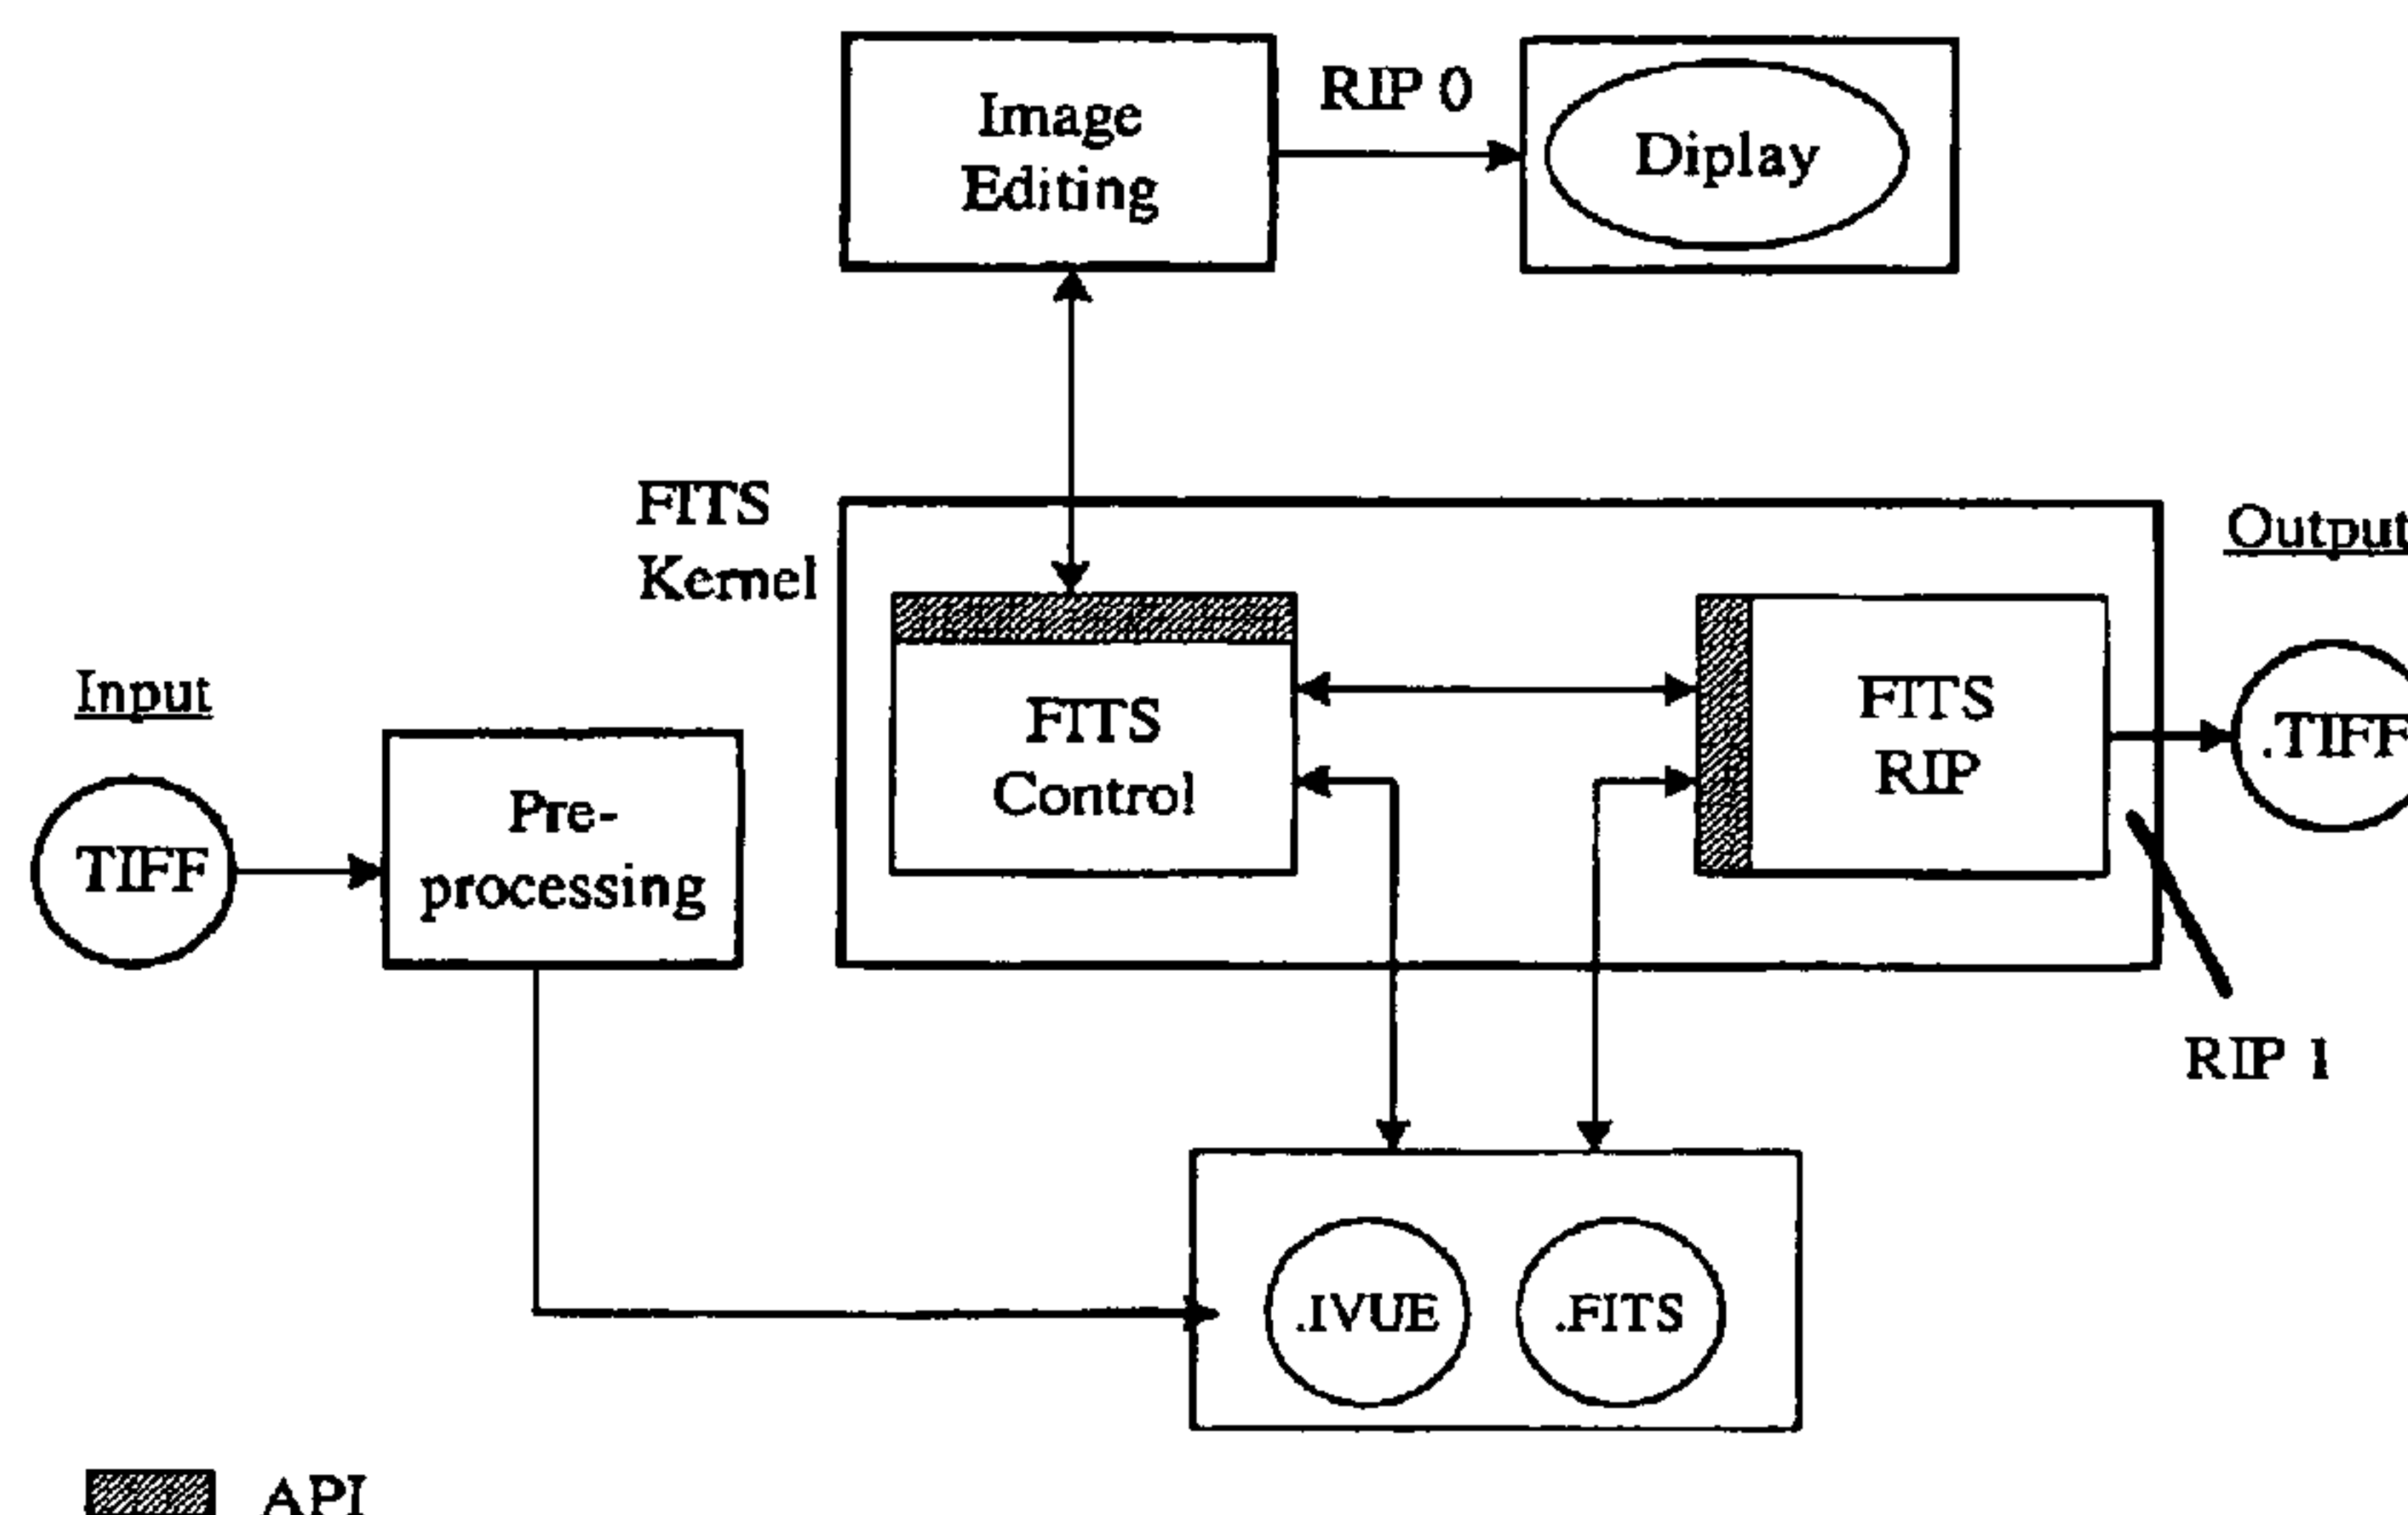 Image
Editing
RIP 0
Diplay
FITS
Kernel
Output
Input
FITS
Control
FITS
RIP
.TIFF
Pre-
processing
TIFF
RIP 1
.IVUE
.FITS
API